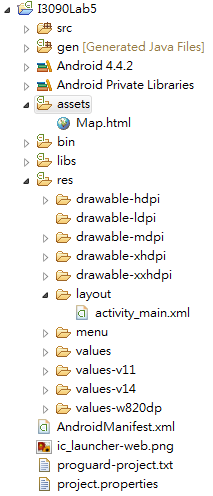 I3090Lab5
src
gen [Generated Java Files]
Android 4.4.2
Android Private Libraries
assets
Map.html
bin
libs
res
drawable-hdpi
drawable-ldpi
drawable-mdpi
drawable-xhdpi
drawable-xxhdpi
layout
activity_main.xml
menu
values
values-v11
values-v14
values-w820dp
AndroidManifest.xml
ic_launcher-web.png
proguard-project.txt
project.properties